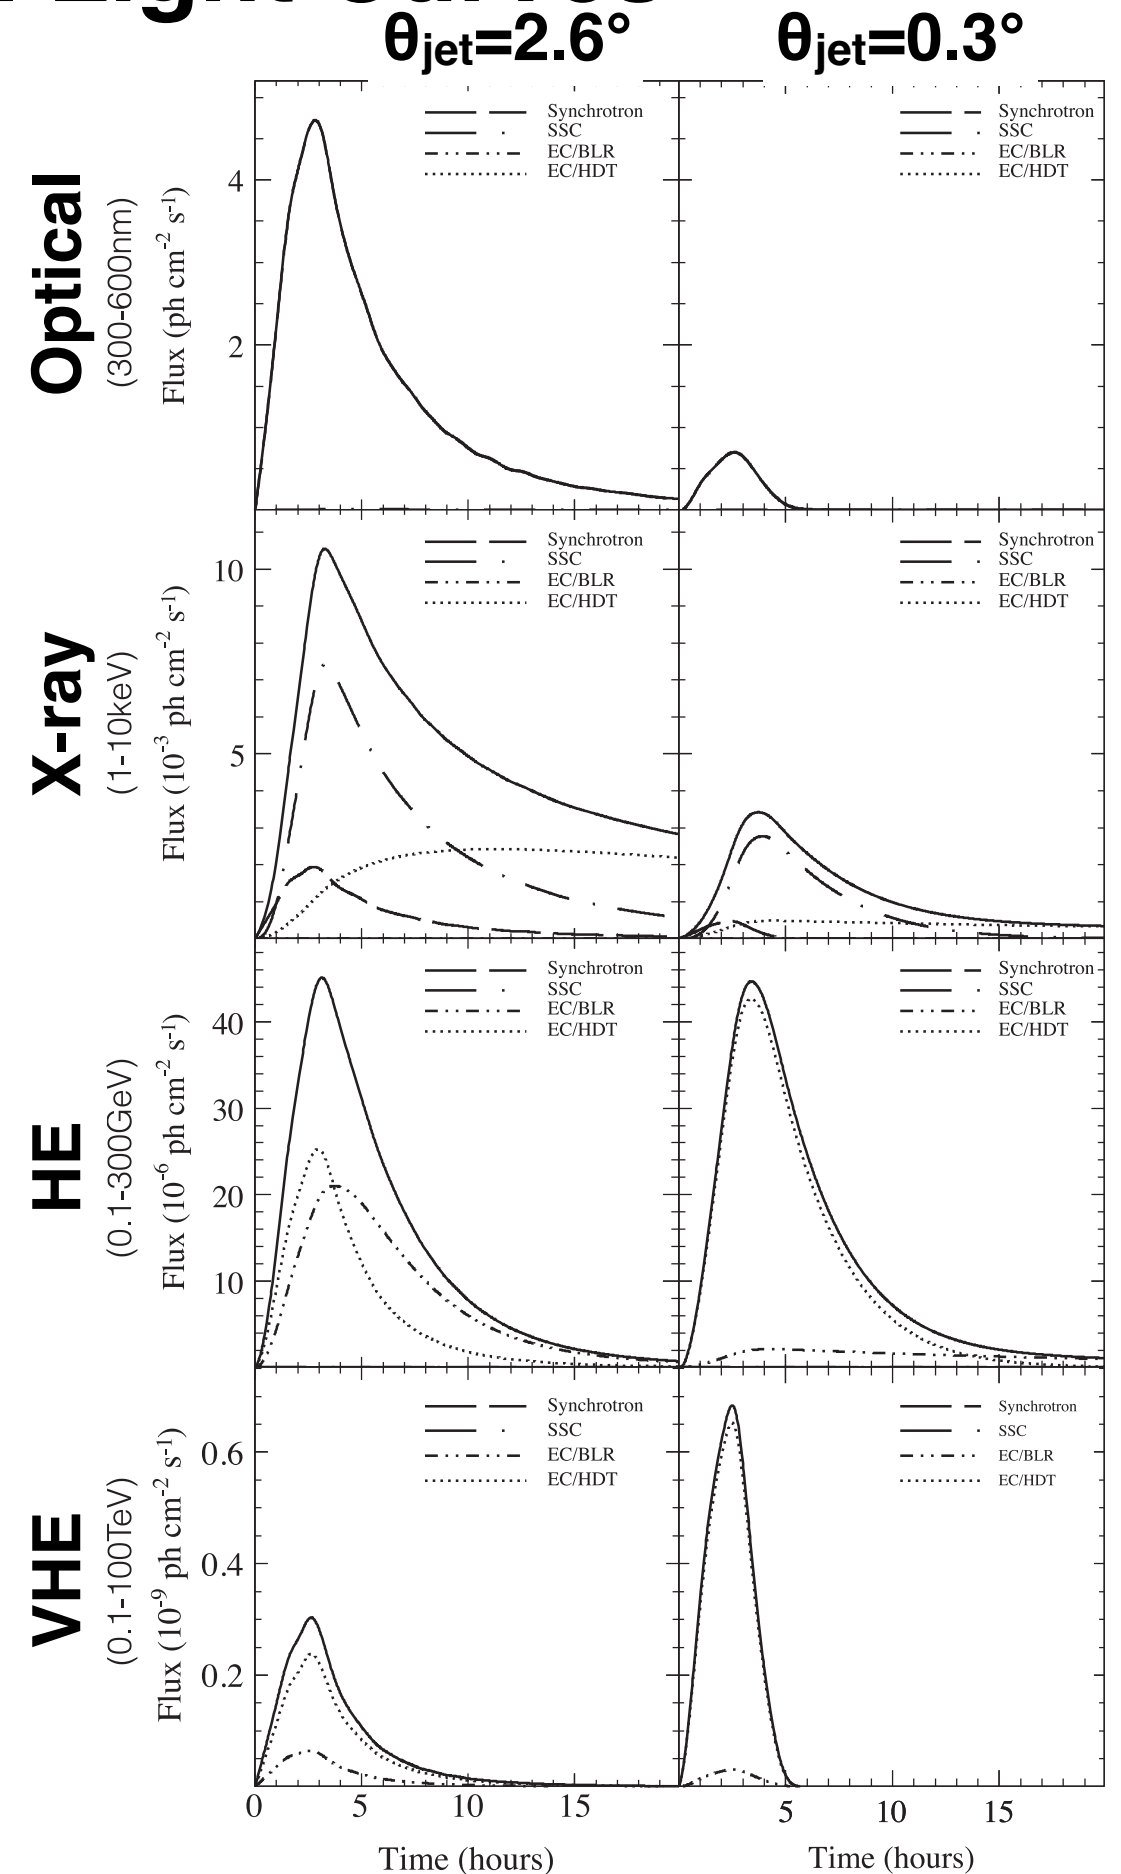 θjet=2.6°
θjet=0.3°
Optical
(300-600nm)
Flux (ph cm-2 s-1)
4
2
Synchrotron
SSC
EC/BLR
EC/HDT
Synchrotron
SSC
EC/BLR
EC/HDT
X-ray
(1-10keV)
Flux (10-3 ph cm-2 s-1)
10
5
Synchrotron
SSC
EC/BLR
EC/HDT
Synchrotron
SSC
EC/BLR
EC/HDT
HE
(0.1-300GeV)
Flux (10-6 ph cm-2 s-1)
40
30
20
10
Synchrotron
SSC
EC/BLR
EC/HDT
Synchrotron
SSC
EC/BLR
EC/HDT
VHE
(0.1-100TeV)
Flux (10-9 ph cm-2 s-1)
0.6
0.4
0.2
Synchrotron
SSC
EC/BLR
EC/HDT
Synchrotron
SSC
EC/BLR
EC/HDT
0 5 10 15
5 10 15
Time (hours)
Time (hours)